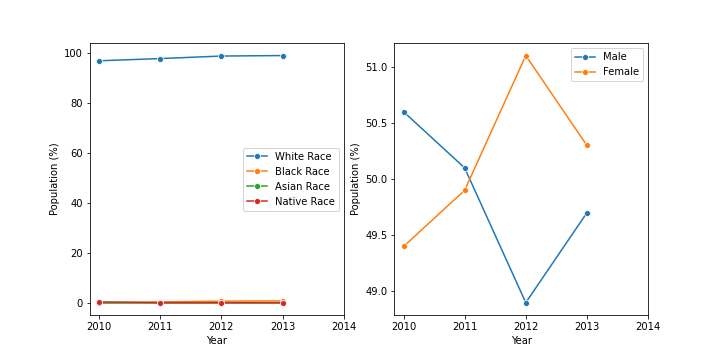 100
80
60
40
20
0
Population (%)
2010 2011 2012 2013 2014
Year
White Race
Black Race
Asian Race
Native Race
51.0
50.5
50.0
49.5
49.0
Population (%)
2010 2011 2012 2013 2014
Year
Male
Female